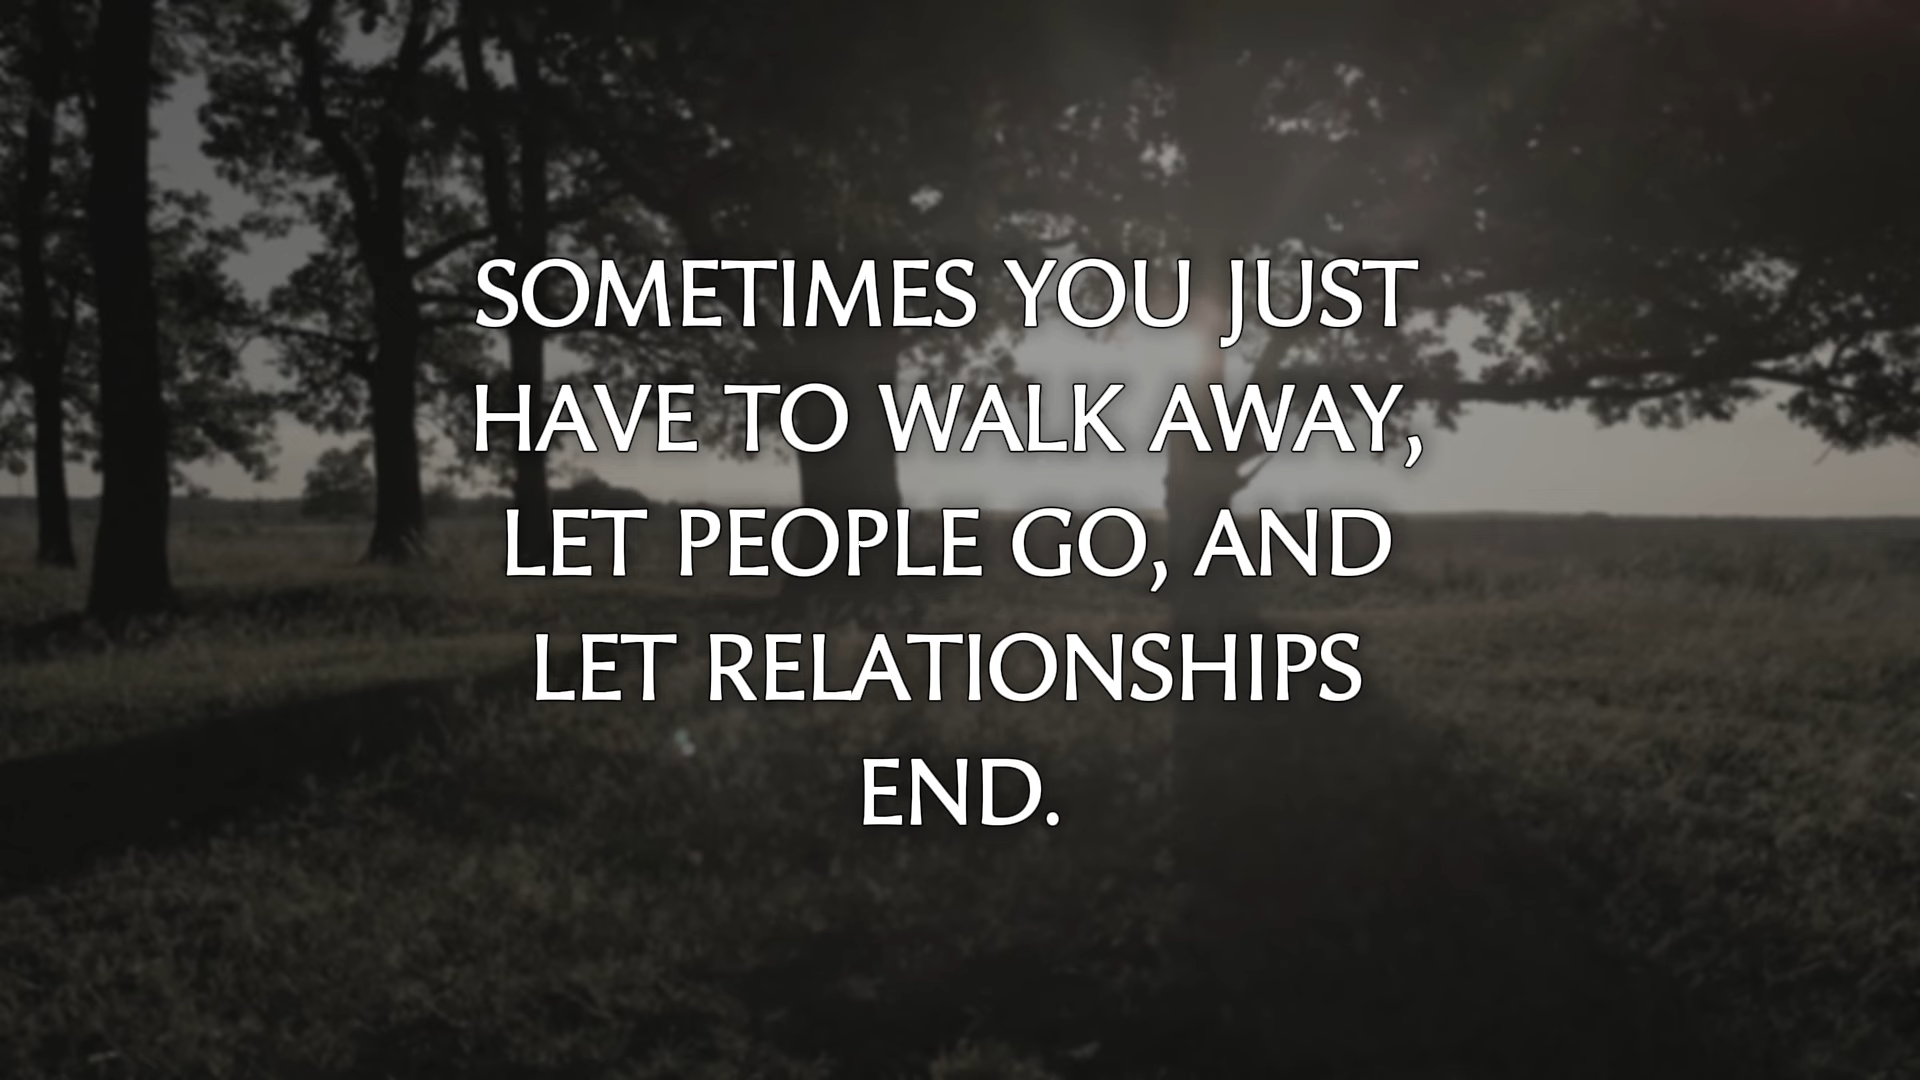 SOMETIMES YOU JUST
HAVE TO WALK AWAY,
LET PEOPLE GO, AND
LET RELATIONSHIPS
END.